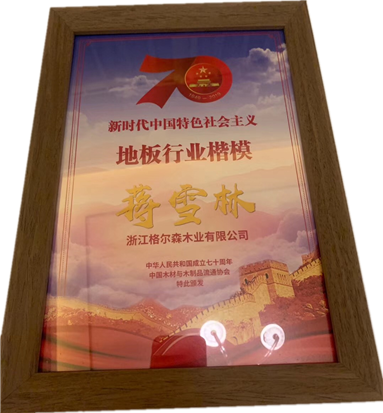 70
新时代中国特色社会主义
地板行业楷模
蒋雪林
浙江格尔森木业有限公司
中华人民共和国成立七十周年
中国木材与木制品流通协会
特此颁发